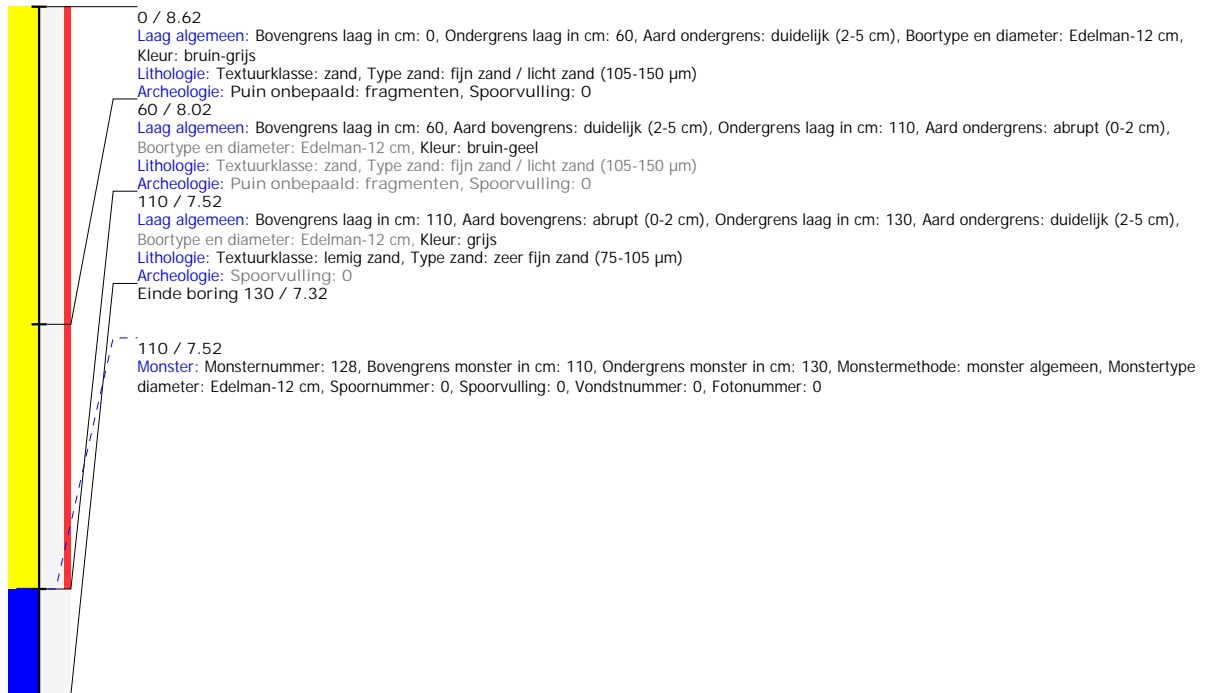 0 / 8.62
Laag algemeen: Bovengrens laag in cm: 0, Ondergrens laag in cm: 60, Aard ondergrens: duidelijk (2-5 cm), Boortype en diameter: Edelman-12 cm,
Kleur: bruin-grijs
Lithologie: Textuurklasse: zand, Type zand: fijn zand / licht zand (105-150 µm)
Archeologie: Puin onbepaald: fragmenten, Spoorvulling: 0
60 / 8.02
Laag algemeen: Bovengrens laag in cm: 60, Aard bovengrens: duidelijk (2-5 cm), Ondergrens laag in cm: 110, Aard ondergrens: abrupt (0-2 cm),
Boortype en diameter: Edelman-12 cm, Kleur: bruin-geel
Lithologie: Textuurklasse: zand, Type zand: fijn zand / licht zand (105-150 µm)
Archeologie: Puin onbepaald: fragmenten, Spoorvulling: 0
110 / 7.52
Laag algemeen: Bovengrens laag in cm: 110, Aard bovengrens: abrupt (0-2 cm), Ondergrens laag in cm: 130, Aard ondergrens: duidelijk (2-5 cm),
Boortype en diameter: Edelman-12 cm, Kleur: grijs
Lithologie: Textuurklasse: lemig zand, Type zand: zeer fijn zand (75-105 µm)
Archeologie: Spoorvulling: 0
Einde boring 130 / 7.32
110 / 7.52
Monster: Monsternummer: 128, Bovengrens monster in cm: 110, Ondergrens monster in cm: 130, Monstermethode: monster algemeen, Monstertype
diameter: Edelman-12 cm, Spoornummer: 0, Spoorvulling: 0, Vondstnummer: 0, Fotonummer: 0